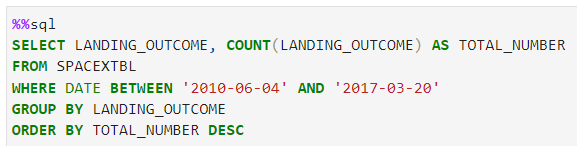 %%sql
SELECT LANDING_OUTCOME, COUNT(LANDING_OUTCOME) AS TOTAL_NUMBER
FROM SPACEXTBL
WHERE DATE BETWEEN '2010-06-04' AND '2017-03-20'
GROUP BY LANDING_OUTCOME
ORDER BY TOTAL_NUMBER DESC